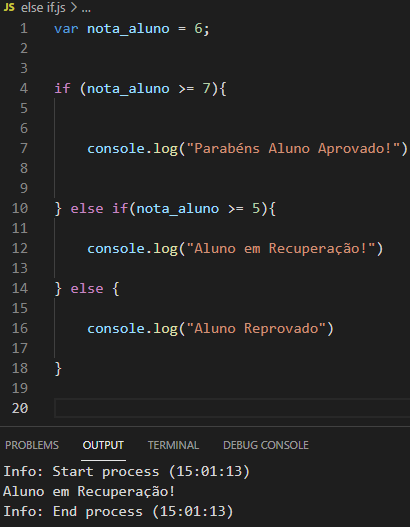 JS else if.js > ...
1 var nota_aluno = 6;
2
3
4 if (nota_aluno >= 7){
5
6
7 console.log("Parabéns Aluno Aprovado!")
8
9
10 } else if(nota_aluno >= 5){
11
12 console.log("Aluno em Recuperação!")
13
14 } else {
15
16 console.log("Aluno Reprovado")
17
18 }
19
20
PROBLEMS OUTPUT TERMINAL DEBUG CONSOLE
Info: Start process (15:01:13)
Aluno em Recuperação!
Info: End process (15:01:13)